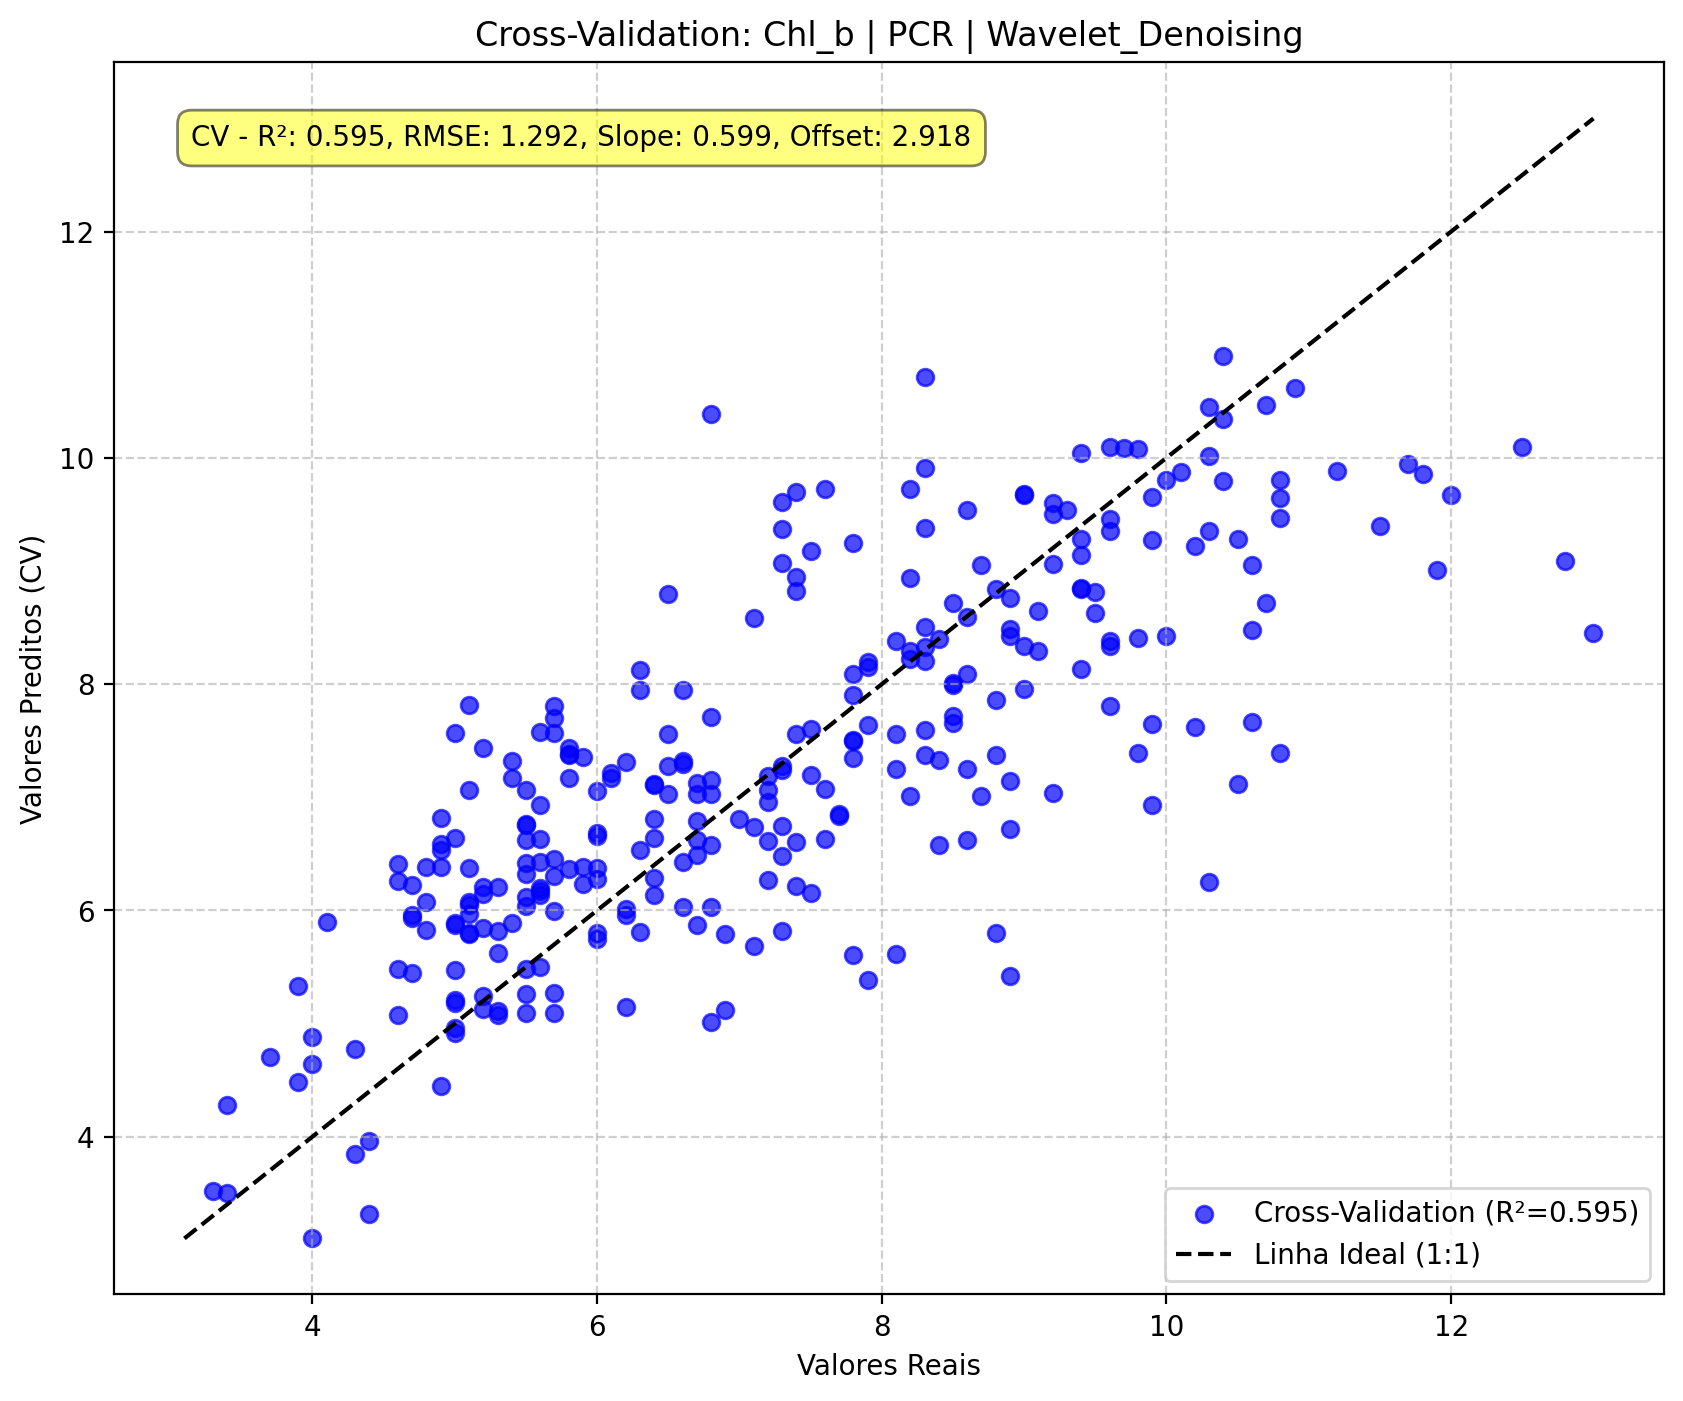 Cross-Validation: Chl_b | PCR | Wavelet_Denoising
CV - R²: 0.595, RMSE: 1.292, Slope: 0.599, Offset: 2.918
Valores Preditos (CV)
12
10
8
6
4
Cross-Validation (R²=0.595)
Linha Ideal (1:1)
4
6
8
10
12
Valores Reais